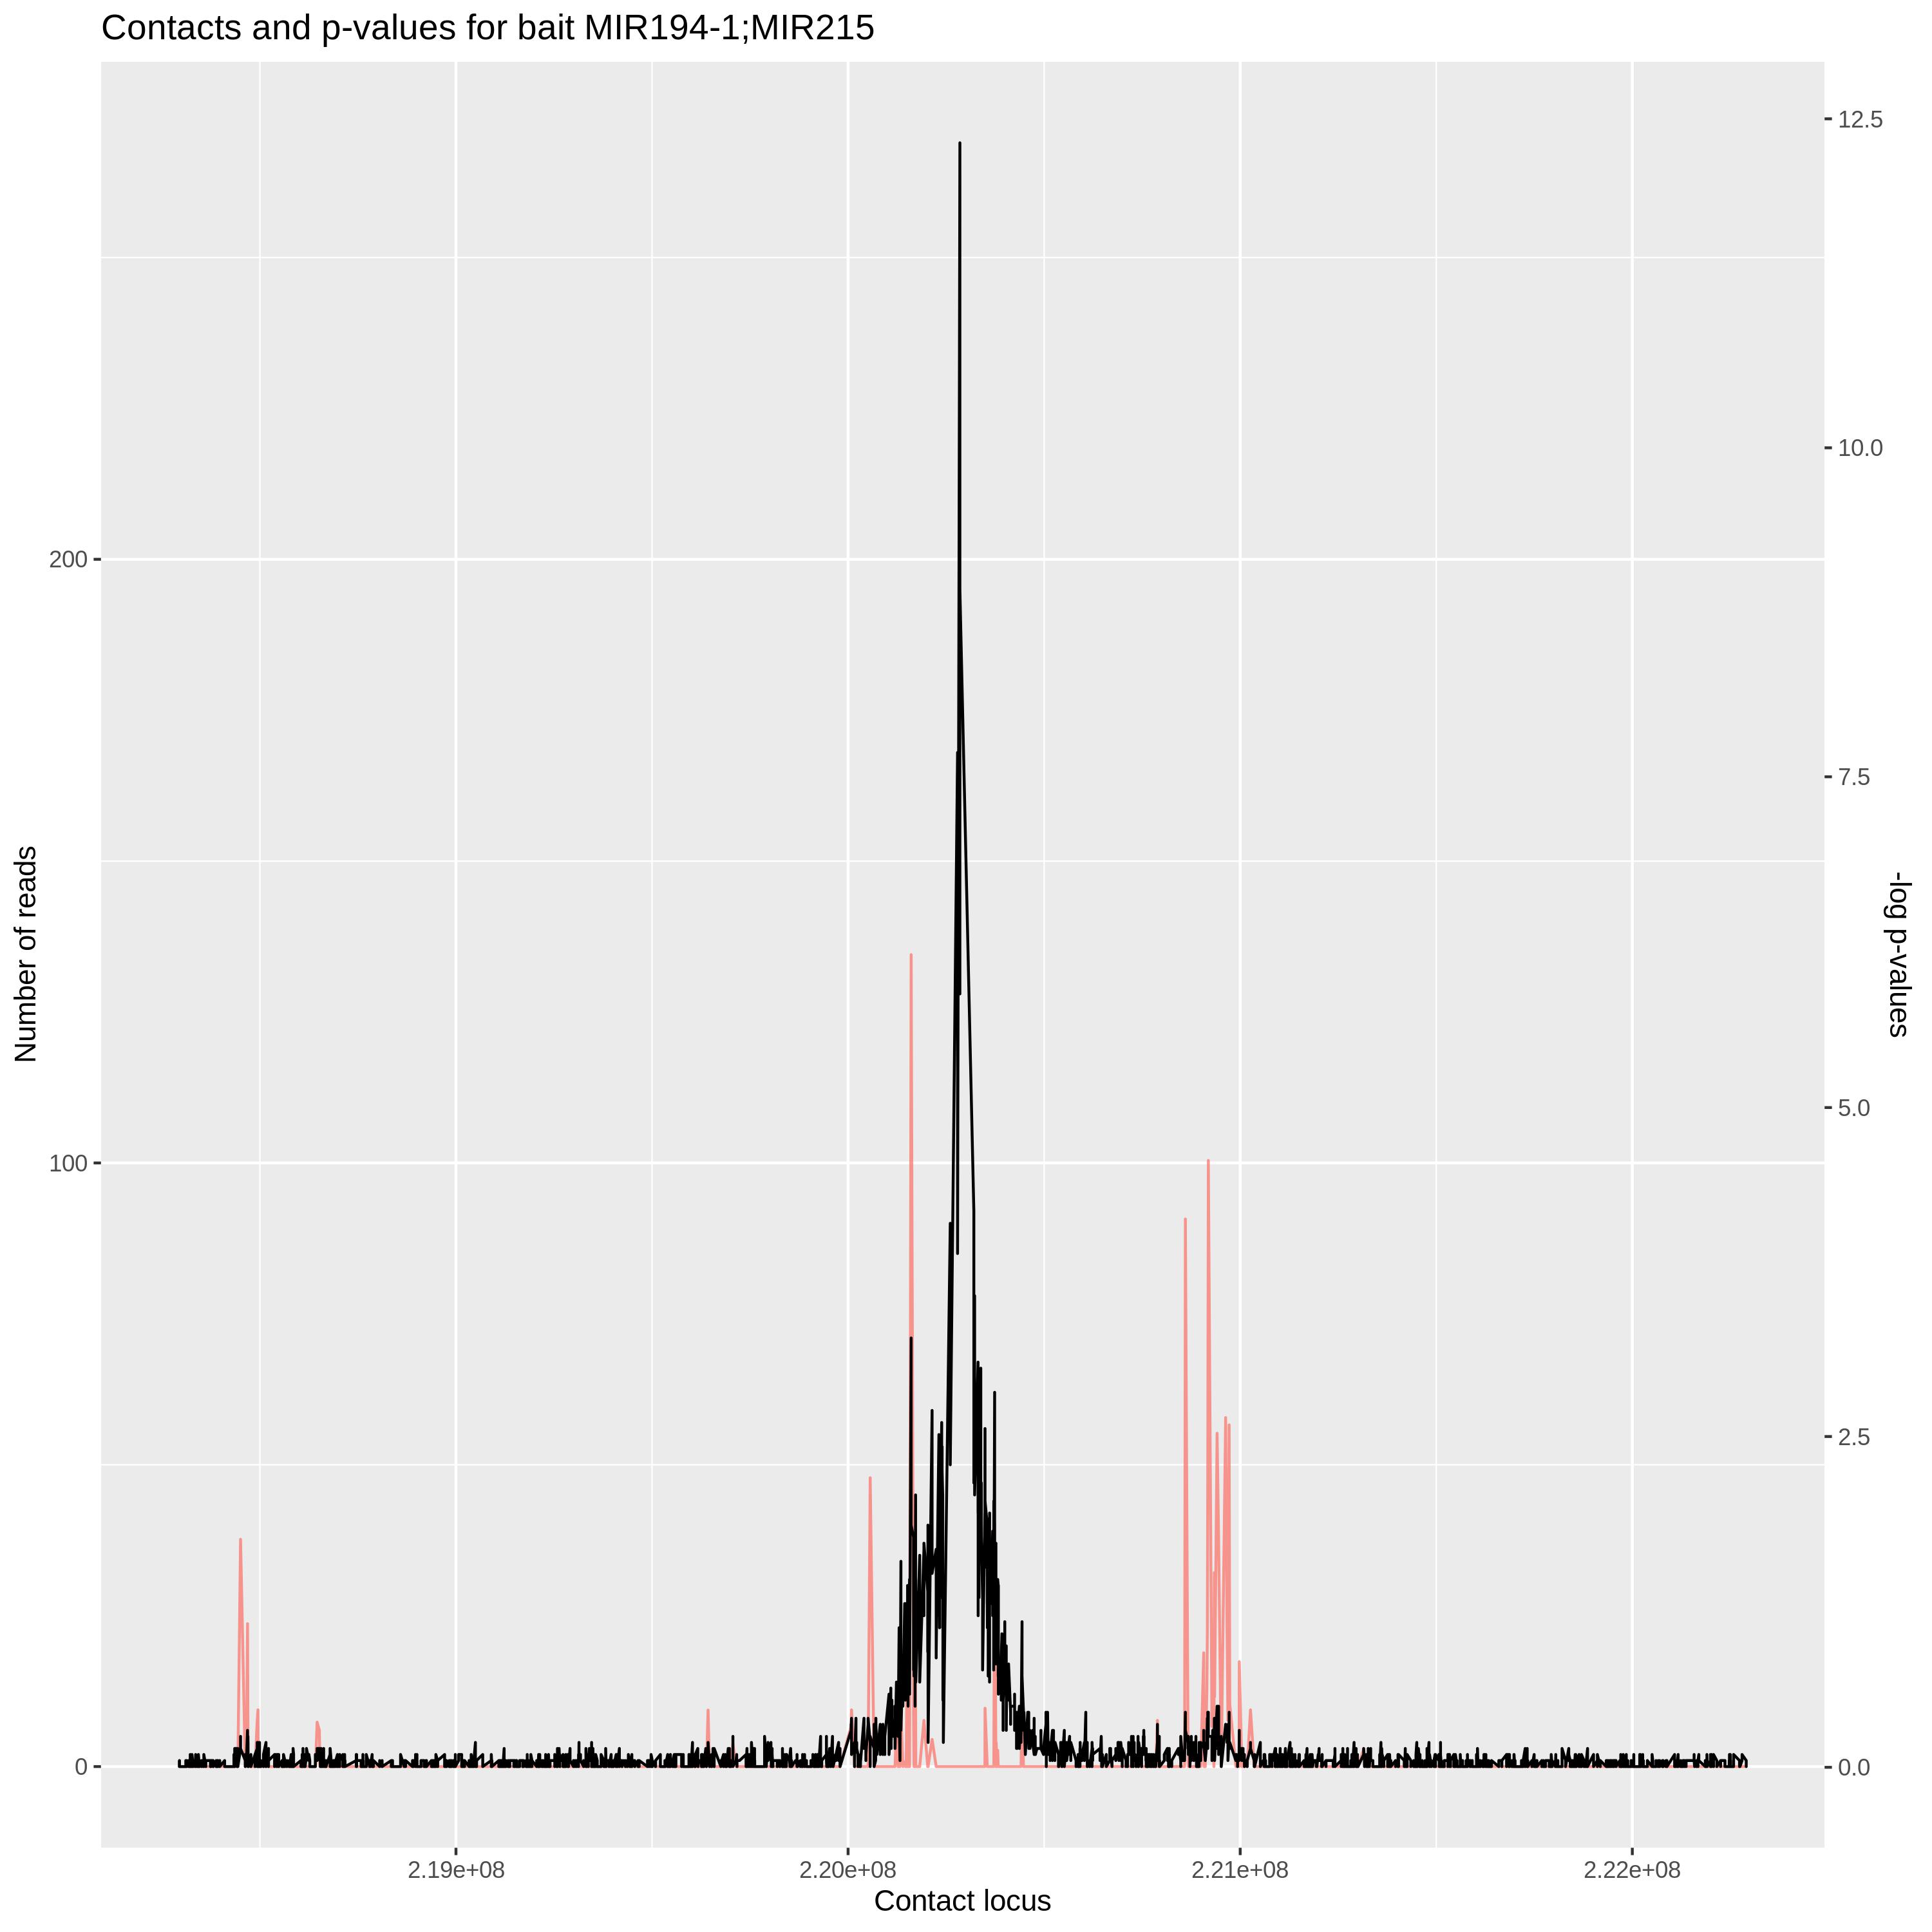 Contacts and p-values for bait MIR194-1;MIR215
12.5
10.0
200
7.5
Number of reads
-log p-values
5.0
100
2.5
0
0.0
2.19e+08
2.20e+08
2.21e+08
2.22e+08
Contact locus